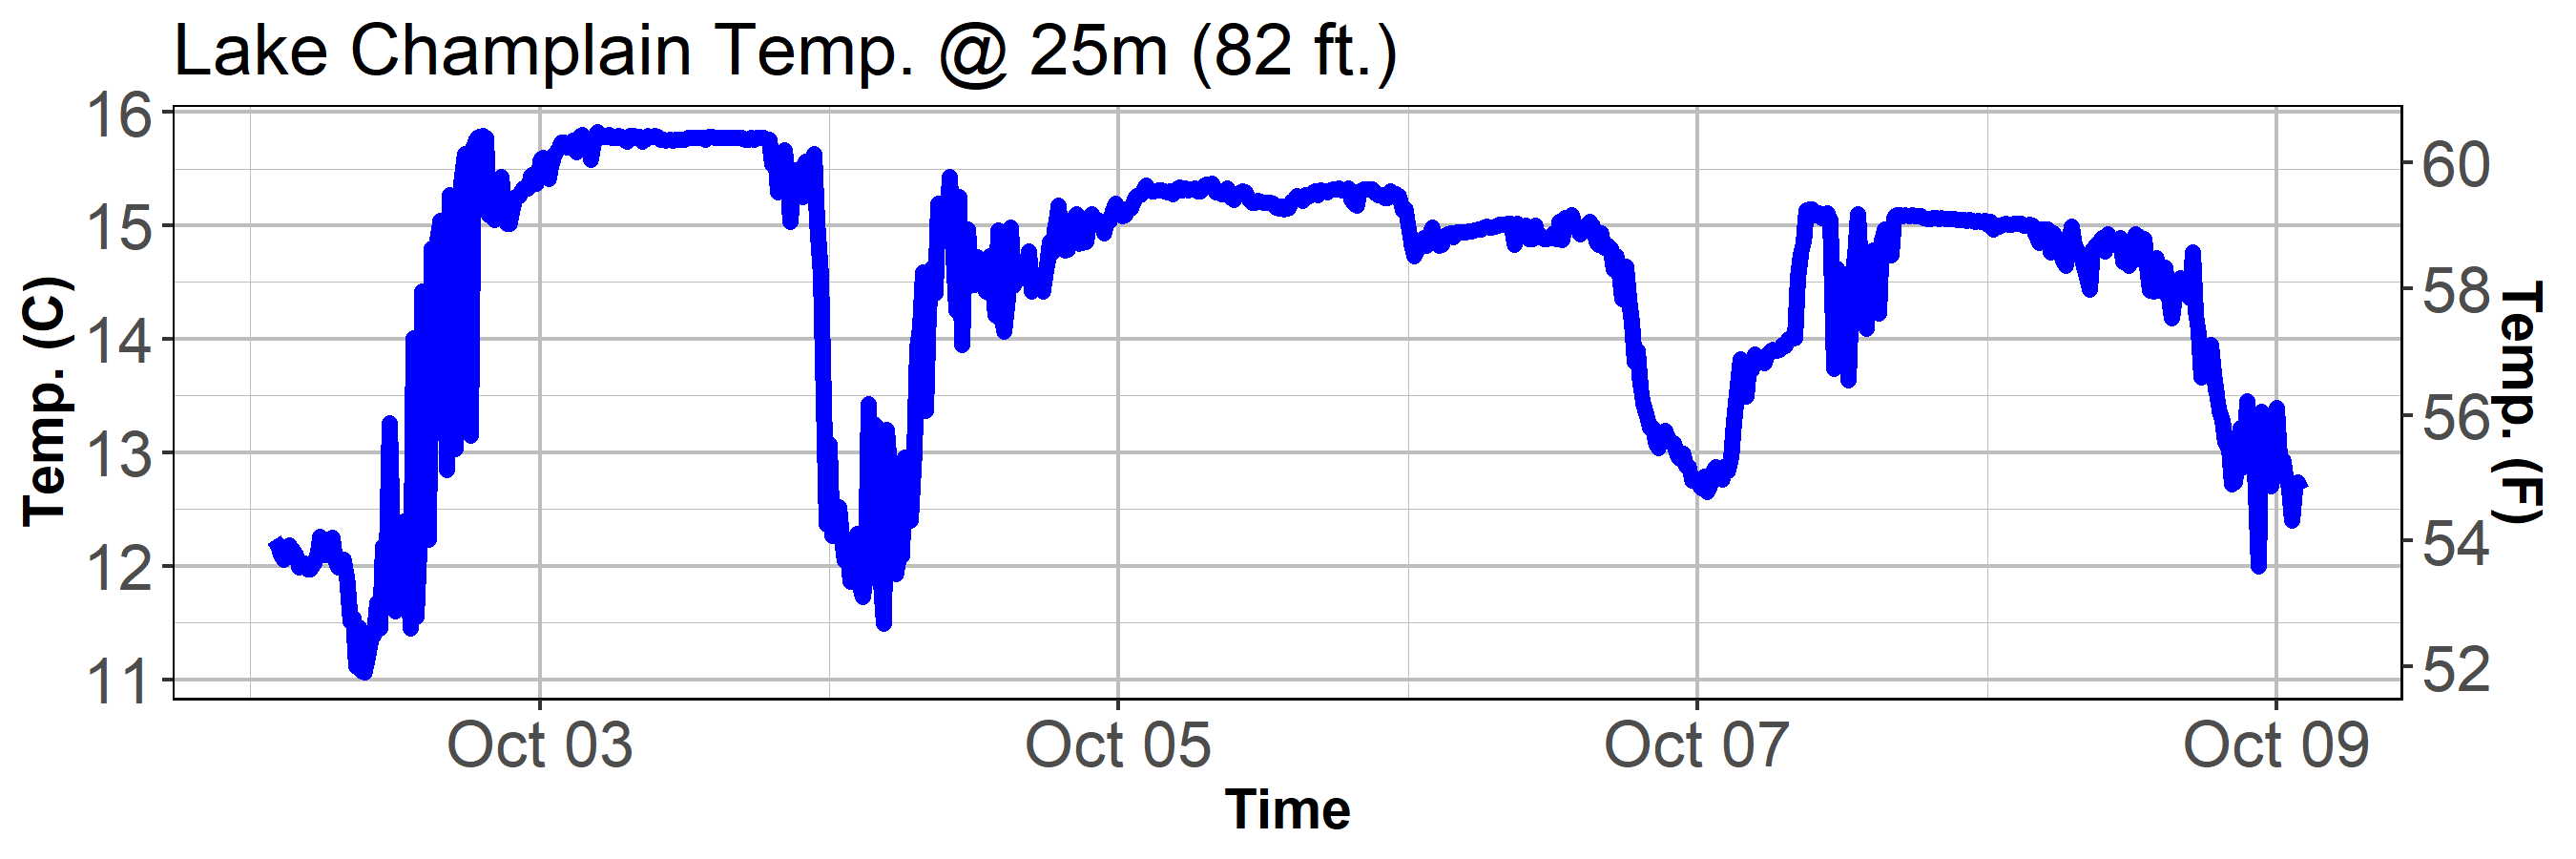 Lake Champlain Temp. @ 25m (82 ft.)
16
15
14
13
12
11
Temp. (C)
60
58
56
54
52
Temp. (F)
Oct 03
Oct 05
Oct 07
Oct 09
Time